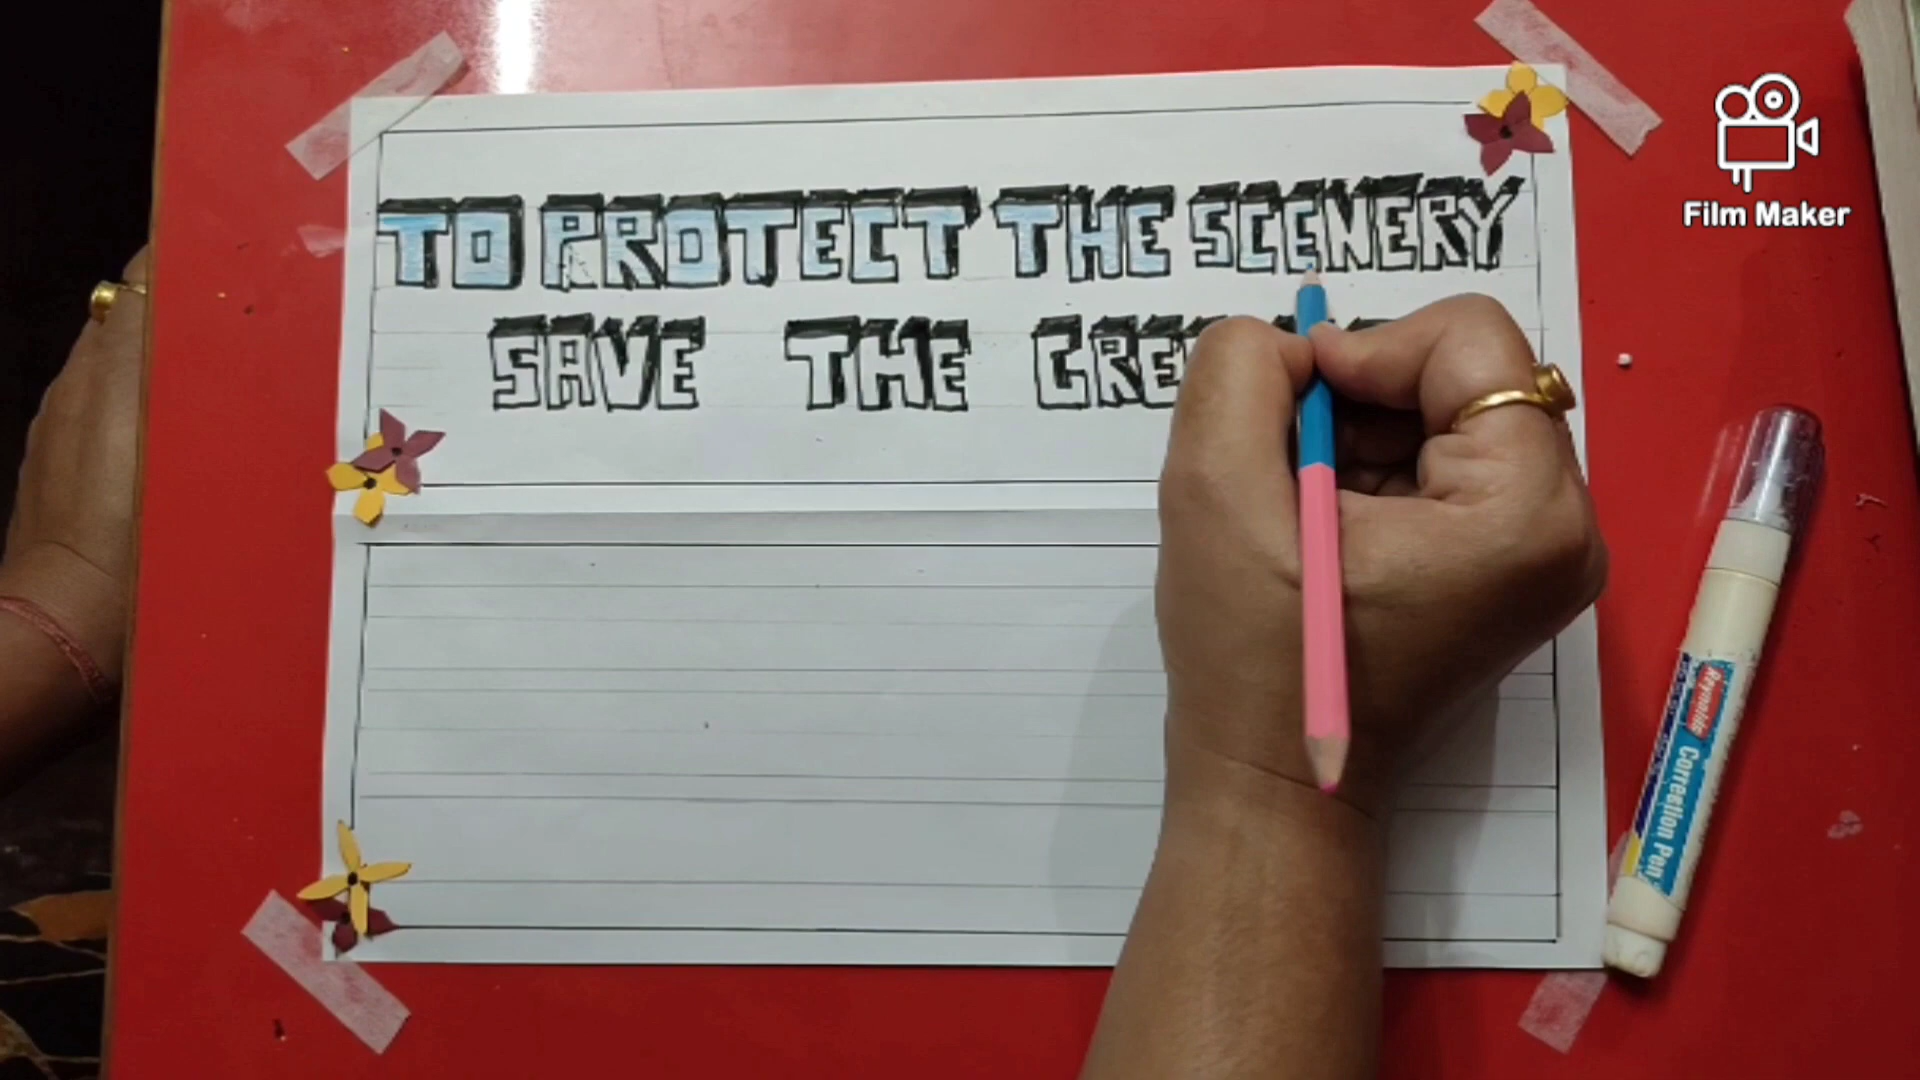 TO PROTECT THE SCENERY
SAVE THE
Film Maker
Reynolds
Correction Pen